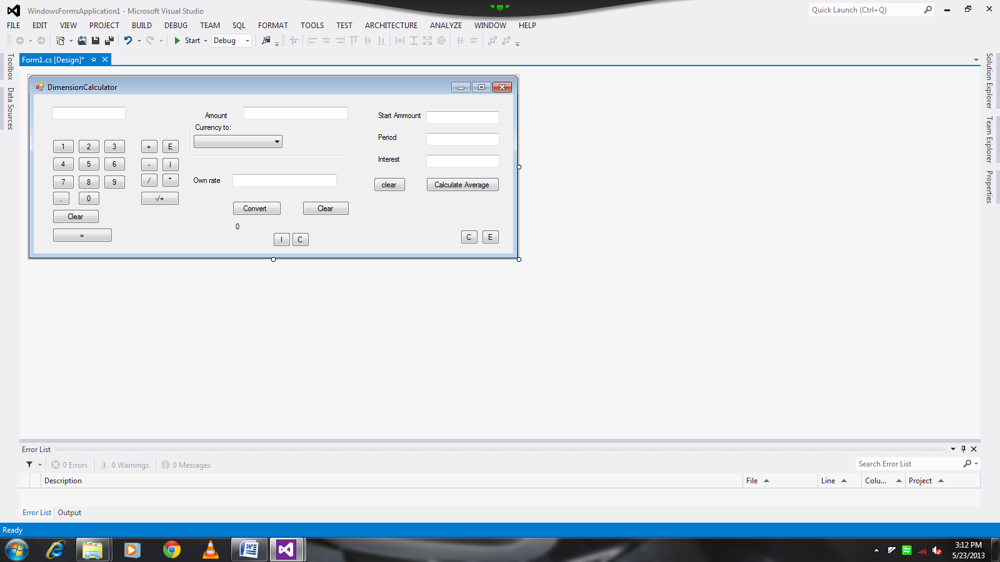 WindowsFormsApplication1 - Microsoft Visual Studio
Quick Launch (Ctrl+Q)
FILE EDIT VIEW PROJECT BUILD DEBUG TEAM SQL FORMAT TOOLS TEST ARCHITECTURE ANALYZE WINDOW HELP
Start Debug
Form1.cs [Design]*
Toolbox
Data Sources
Solution Explorer
Team Explorer
Properties
DimensionCalculator
Amount
Currency to:
Own rate
Convert Clear
0
I C
1 2 3 + E
4 5 6 - I
7 8 9 / *
. 0 -/+
Clear
=
Start Ammount
Period
Interest
clear Calculate Average
C E
Error List
0 Errors 0 Warnings 0 Messages
Search Error List
Description File Line Colu... Project
Error List Output
Ready
3:12 PM
5/23/2013